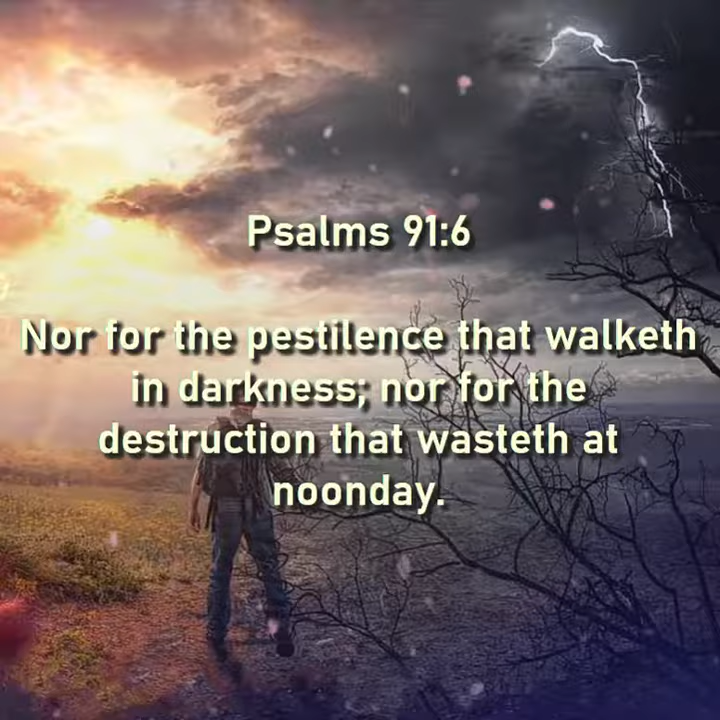 Psalms 91:6
Nor for the pestilence that walketh
in darkness; nor for the
destruction that wasteth at
noonday.